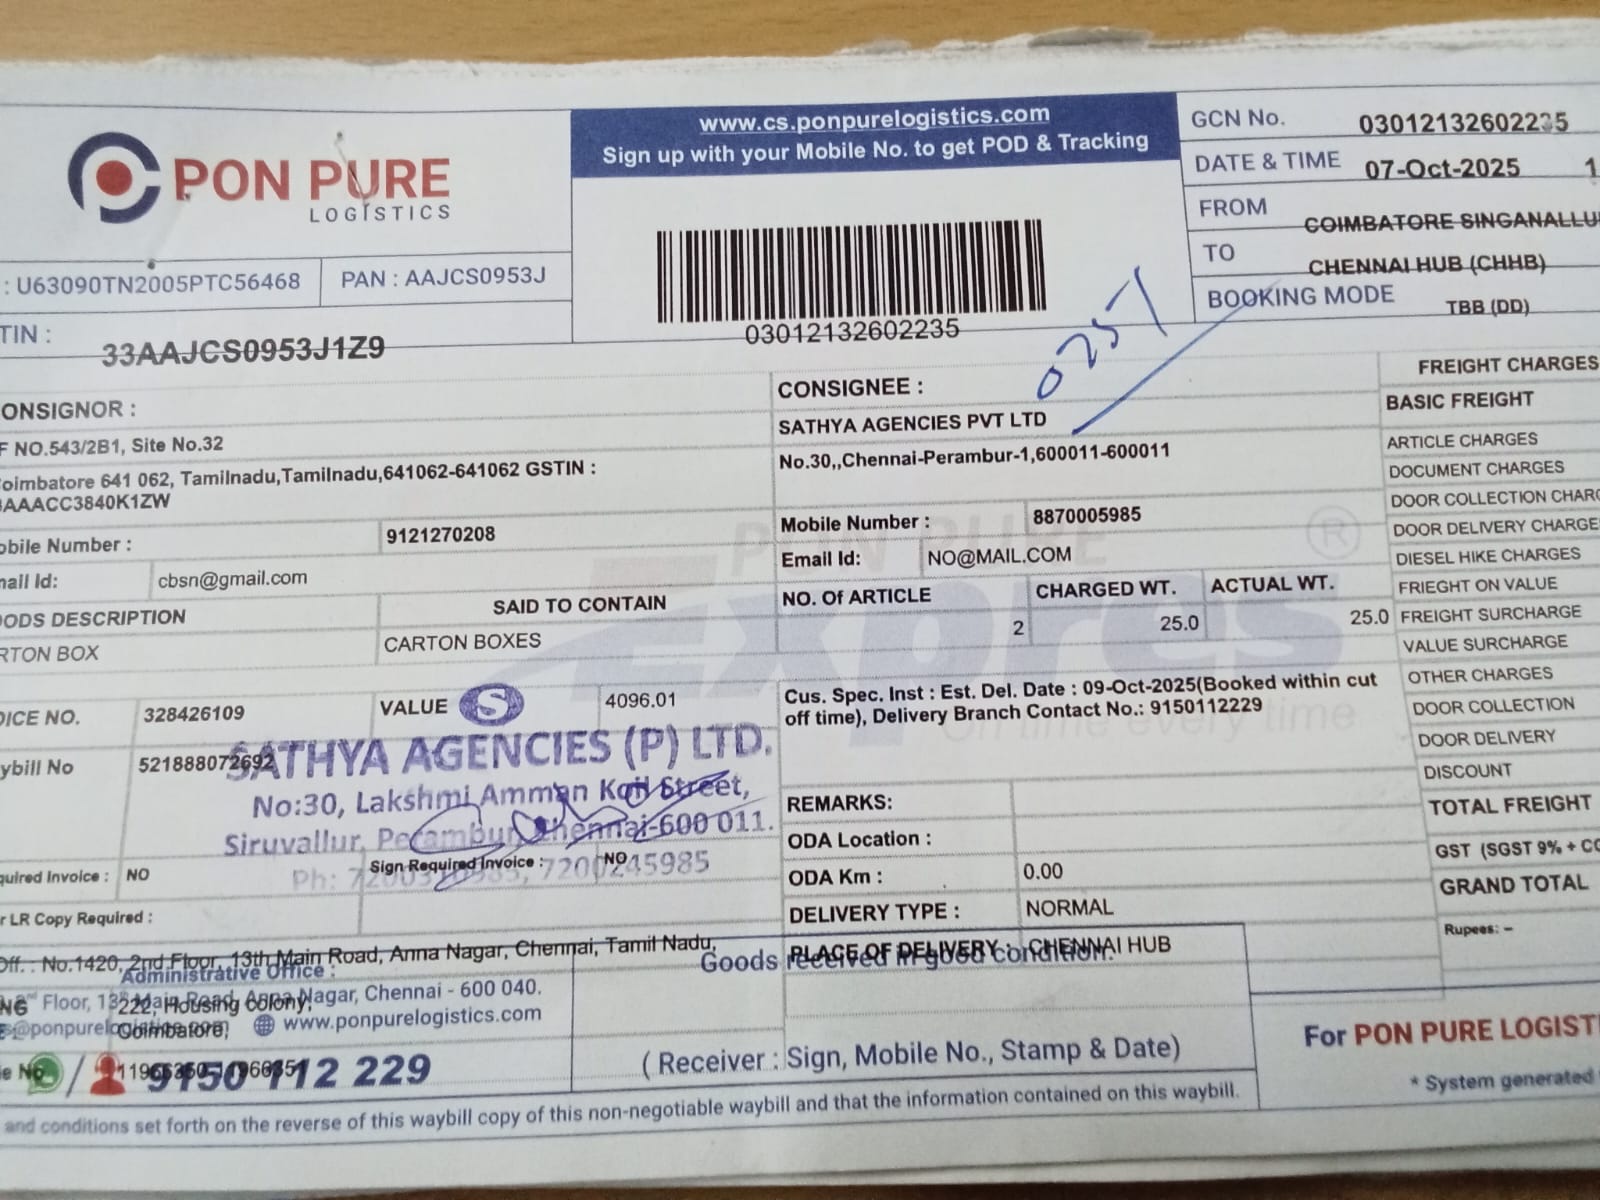 PON PURE
LOGISTICS
www.cs.ponpurelogistics.com
Sign up with your Mobile No. to get POD & Tracking
03012132602235
GCN No. 03012132602235
DATE & TIME 07-Oct-2025 1
FROM COIMBATORE SINGANALLU
TO CHENNAI HUB (CHHB)
BOOKING MODE TBB (DD)
: U63090TN2005PTC56468 PAN : AAJCS0953J
TIN : 33AAJCS0953J1Z9
0257
ONSIGNOR :
F NO.543/2B1, Site No.32
oimbatore 641 062, Tamilnadu,Tamilnadu,641062-641062 GSTIN :
AAACC3840K1ZW
obile Number : 9121270208
nail Id: cbsn@gmail.com
CONSIGNEE :
SATHYA AGENCIES PVT LTD
No.30,,Chennai-Perambur-1,600011-600011
Mobile Number : 8870005985
Email Id: NO@MAIL.COM
OODS DESCRIPTION SAID TO CONTAIN NO. Of ARTICLE CHARGED WT. ACTUAL WT.
RTON BOX CARTON BOXES 2 25.0 25.0
PON PURE
Expres
on time every time
OICE NO. 328426109 VALUE 4096.01
ybill No 521888072692
S
SATHYA AGENCIES (P) LTD.
No:30, Lakshmi Amman Koil Street,
Siruvallur, Perambur, Chennai-600 011.
7200245985
quired Invoice : NO Sign Required Invoice : NO
r LR Copy Required :
Cus. Spec. Inst : Est. Del. Date : 09-Oct-2025(Booked within cut
off time), Delivery Branch Contact No.: 9150112229
REMARKS:
ODA Location :
ODA Km : 0.00
DELIVERY TYPE : NORMAL
PLACE OF DELIVERY : CHENNAI HUB
FREIGHT CHARGES
BASIC FREIGHT
ARTICLE CHARGES
DOCUMENT CHARGES
DOOR COLLECTION CHARG
DOOR DELIVERY CHARGE
DIESEL HIKE CHARGES
FRIEGHT ON VALUE
FREIGHT SURCHARGE
VALUE SURCHARGE
OTHER CHARGES
DOOR COLLECTION
DOOR DELIVERY
DISCOUNT
TOTAL FREIGHT
GST (SGST 9% + CG
GRAND TOTAL
Rupees: –
Off. : No.1420, 2nd Floor, 13th Main Road, Anna Nagar, Chennai, Tamil Nadu,
Administrative Office :
Floor, 13th Main Road, Anna Nagar, Chennai - 600 040.
222, Housing colony,
Coimbatore,
@ponpurelogistics.com www.ponpurelogistics.com
9150 112 229
Goods received in good condition.
( Receiver : Sign, Mobile No., Stamp & Date)
For PON PURE LOGIST
* System generated
and conditions set forth on the reverse of this waybill copy of this non-negotiable waybill and that the information contained on this waybill.